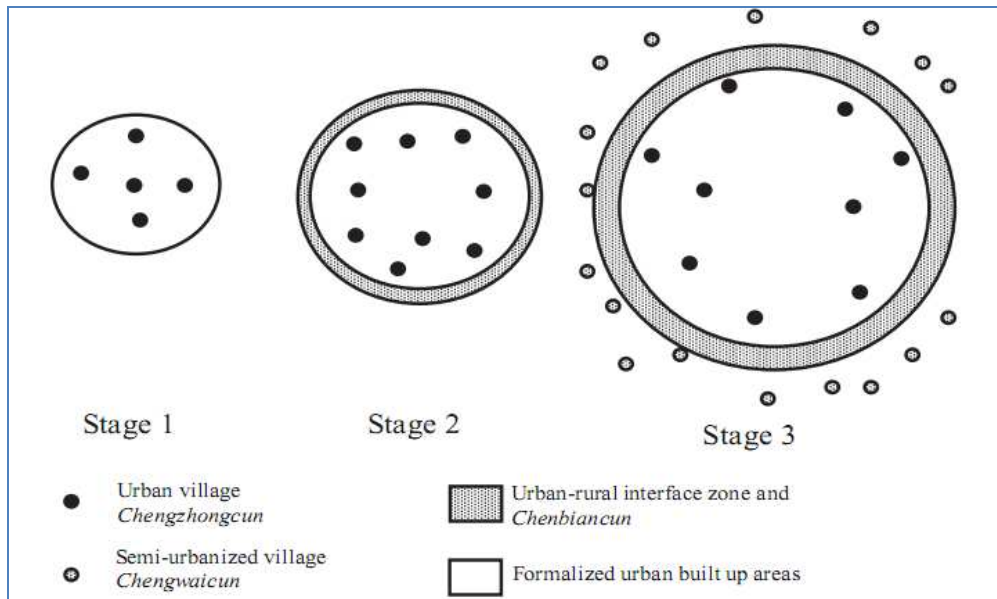 Stage 1
Stage 2
Stage 3
Urban village
Chengzhongcun
Urban-rural interface zone and
Chenbiancun
Semi-urbanized village
Chengwaicun
Formalized urban built up areas